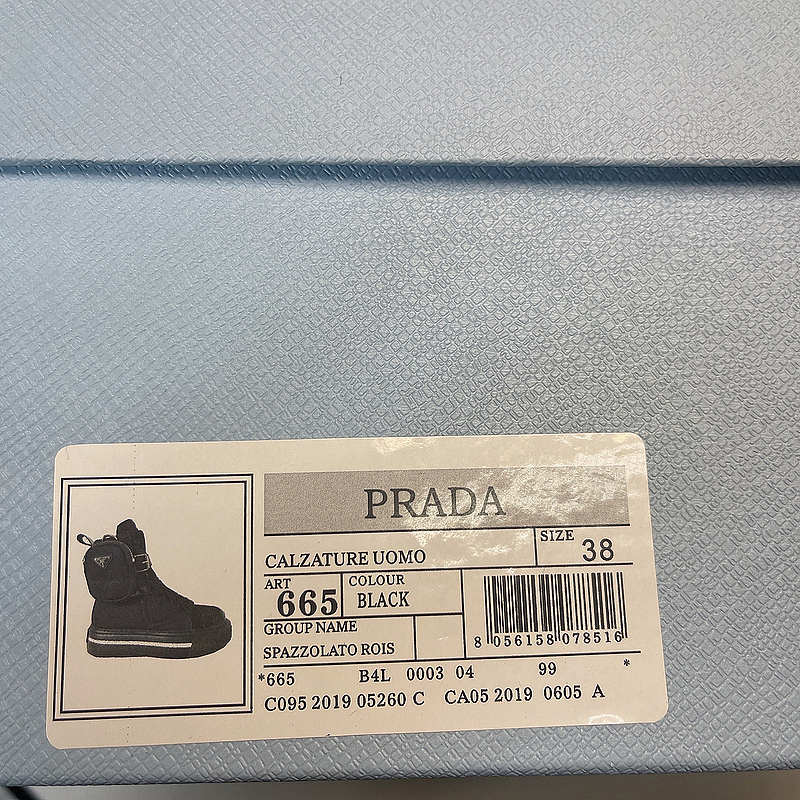 PRADA
CALZATURE UOMO
SIZE 38
ART 665
COLOUR BLACK
GROUP NAME
SPAZZOLATO ROIS
8 056158 078516
*665 B4L 0003 04 99 *
C095 2019 05260 C CA05 2019 0605 A